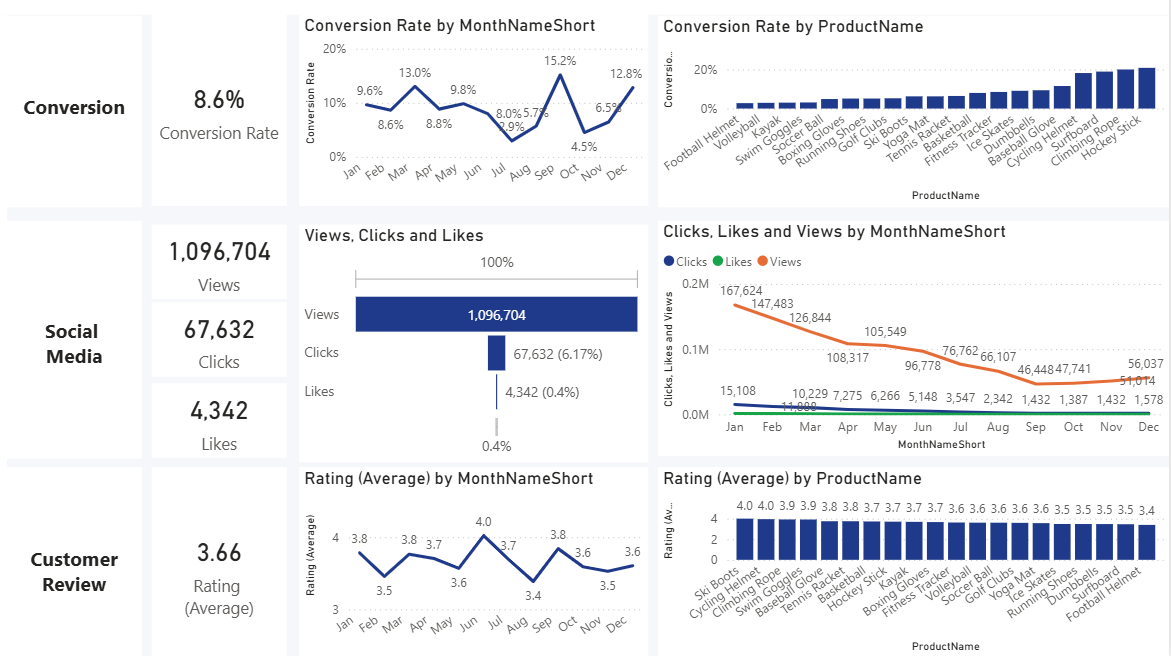 Conversion
8.6%
Conversion Rate
Conversion Rate by MonthNameShort
Conversion Rate
20%
10%
0%
9.6%
8.6%
13.0%
8.8%
9.8%
8.0%
2.9%
5.7%
15.2%
4.5%
6.5%
12.8%
Jan Feb Mar Apr May Jun Jul Aug Sep Oct Nov Dec
Conversion Rate by ProductName
Conversio...
20%
0%
Football Helmet
Volleyball
Kayak
Swim Goggles
Soccer Ball
Boxing Gloves
Running Shoes
Golf Clubs
Ski Boots
Yoga Mat
Tennis Racket
Basketball
Fitness Tracker
Ice Skates
Dumbbells
Baseball Glove
Cycling Helmet
Surfboard
Climbing Rope
Hockey Stick
ProductName
Social
Media
1,096,704
Views
67,632
Clicks
4,342
Likes
Views, Clicks and Likes
100%
Views 1,096,704
Clicks 67,632 (6.17%)
Likes 4,342 (0.4%)
0.4%
Clicks, Likes and Views by MonthNameShort
Clicks Likes Views
Clicks, Likes and Views
0.2M
0.1M
0.0M
167,624
147,483
126,844
108,317
105,549
96,778
76,762
66,107
46,448
47,741
51,014
56,037
15,108
11,888
10,229
7,275
6,266
5,148
3,547
2,342
1,432
1,387
1,432
1,578
Jan Feb Mar Apr May Jun Jul Aug Sep Oct Nov Dec
MonthNameShort
Customer
Review
3.66
Rating
(Average)
Rating (Average) by MonthNameShort
Rating (Average)
4
3
3.8
3.5
3.8
3.7
3.6
4.0
3.7
3.4
3.8
3.6
3.5
3.6
Jan Feb Mar Apr May Jun Jul Aug Sep Oct Nov Dec
Rating (Average) by ProductName
Rating (Av...
4
2
0
4.0 4.0 3.9 3.9 3.8 3.8 3.7 3.7 3.7 3.7 3.6 3.6 3.6 3.6 3.6 3.5 3.5 3.5 3.5 3.4
Ski Boots
Cycling Helmet
Climbing Rope
Swim Goggles
Baseball Glove
Tennis Racket
Basketball
Hockey Stick
Kayak
Boxing Gloves
Fitness Tracker
Volleyball
Soccer Ball
Golf Clubs
Yoga Mat
Ice Skates
Running Shoes
Dumbbells
Surfboard
Football Helmet
ProductName